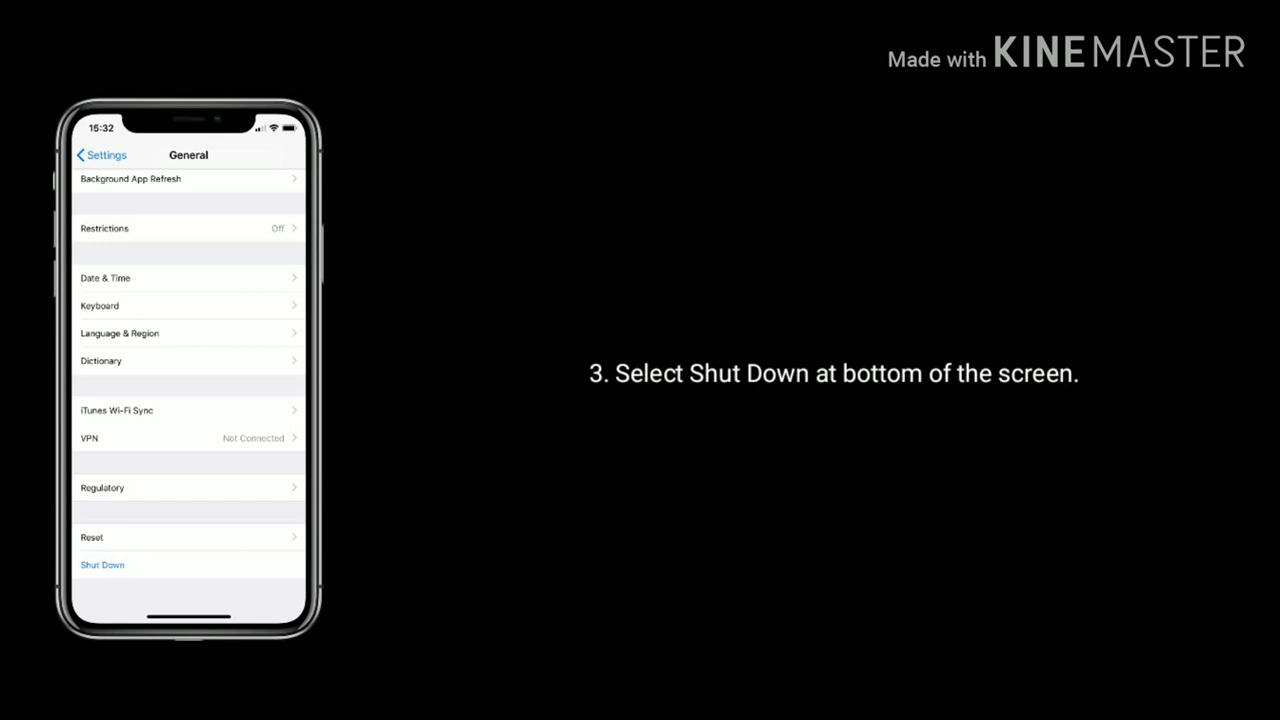 Made with KINEMASTER
15:32
Settings General
Background App Refresh
Restrictions Off
Date & Time
Keyboard
Language & Region
Dictionary
iTunes Wi-Fi Sync
VPN Not Connected
Regulatory
Reset
Shut Down
3. Select Shut Down at bottom of the screen.